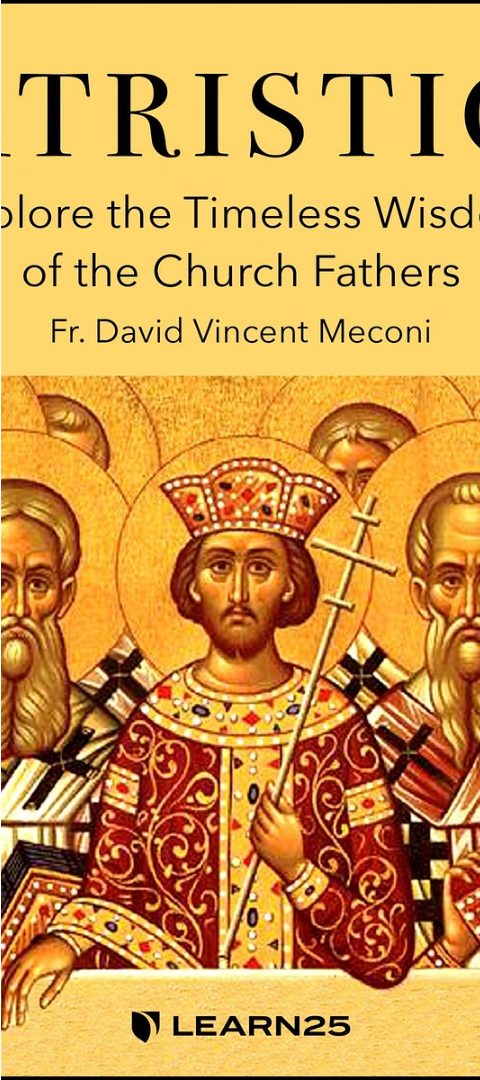 TRISTI
plore the Timeless Wisd
of the Church Fathers
Fr. David Vincent Meconi
LEARN25